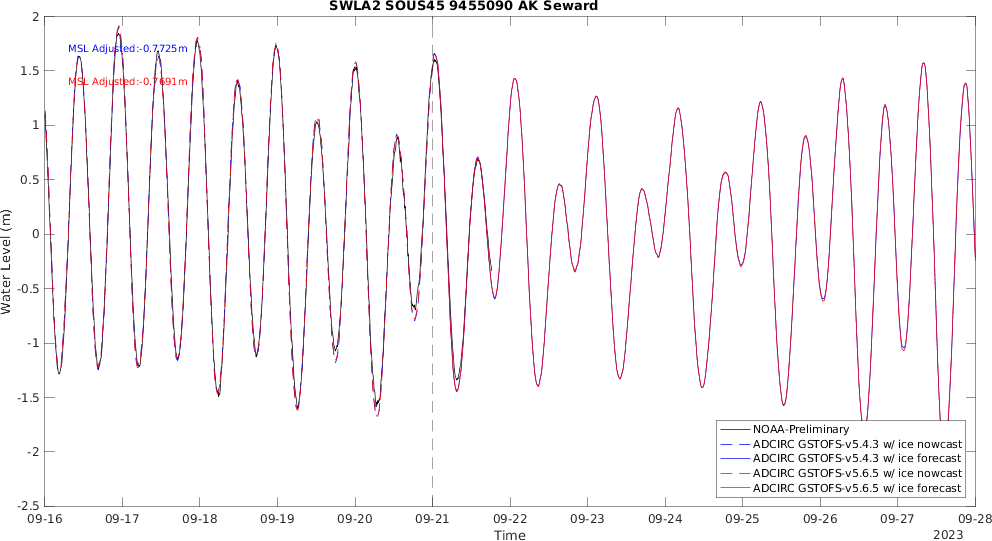 SWLA2 SOUS45 9455090 AK Seward
MSL Adjusted:-0.7725m
MSL Adjusted:-0.7691m
Water Level (m)
2
1.5
1
0.5
0
-0.5
-1
-1.5
-2
-2.5
NOAA-Preliminary
ADCIRC GSTOFS-v5.4.3 w/ ice nowcast
ADCIRC GSTOFS-v5.4.3 w/ ice forecast
ADCIRC GSTOFS-v5.6.5 w/ ice nowcast
ADCIRC GSTOFS-v5.6.5 w/ ice forecast
09-16 09-17 09-18 09-19 09-20 09-21 09-22 09-23 09-24 09-25 09-26 09-27 09-28
Time
2023